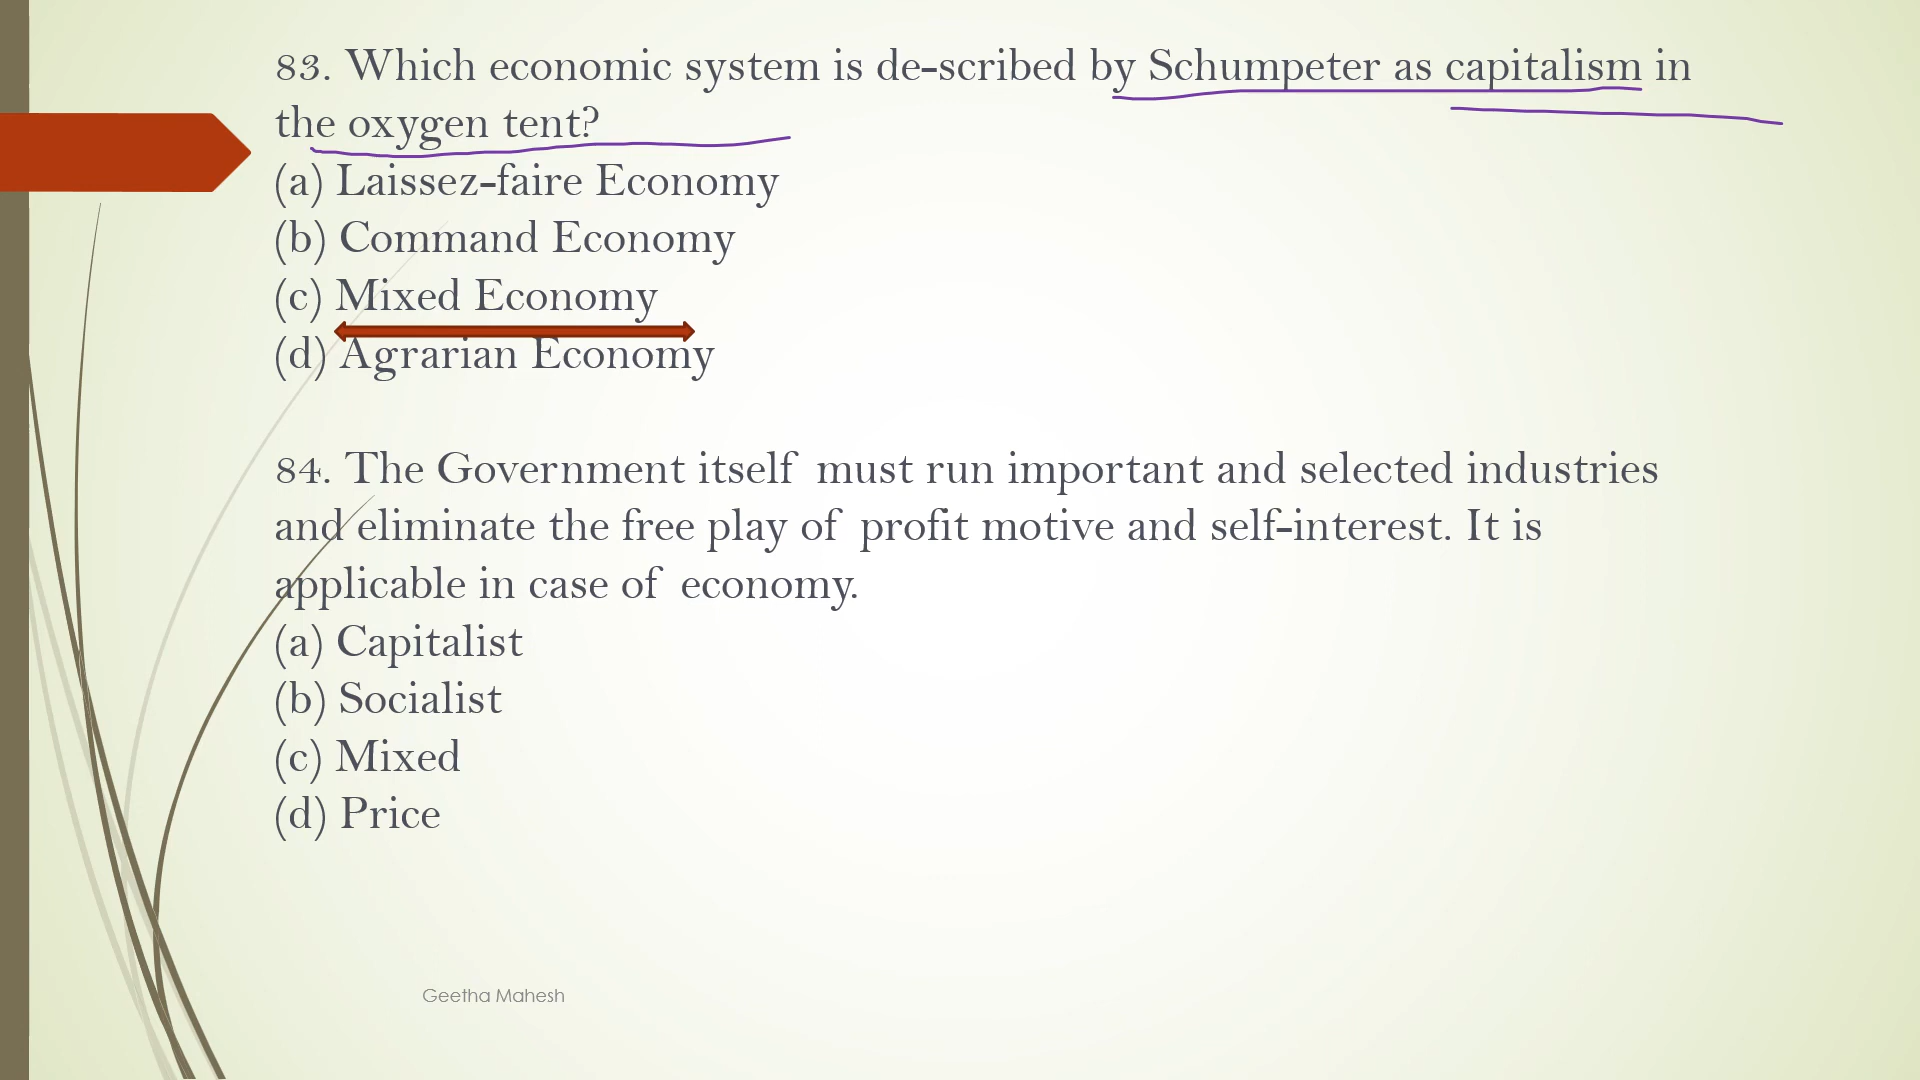 83. Which economic system is de-scribed by Schumpeter as capitalism in
the oxygen tent?
(a) Laissez-faire Economy
(b) Command Economy
(c) Mixed Economy
(d) Agrarian Economy
84. The Government itself must run important and selected industries
and eliminate the free play of profit motive and self-interest. It is
applicable in case of economy.
(a) Capitalist
(b) Socialist
(c) Mixed
(d) Price
Geetha Mahesh